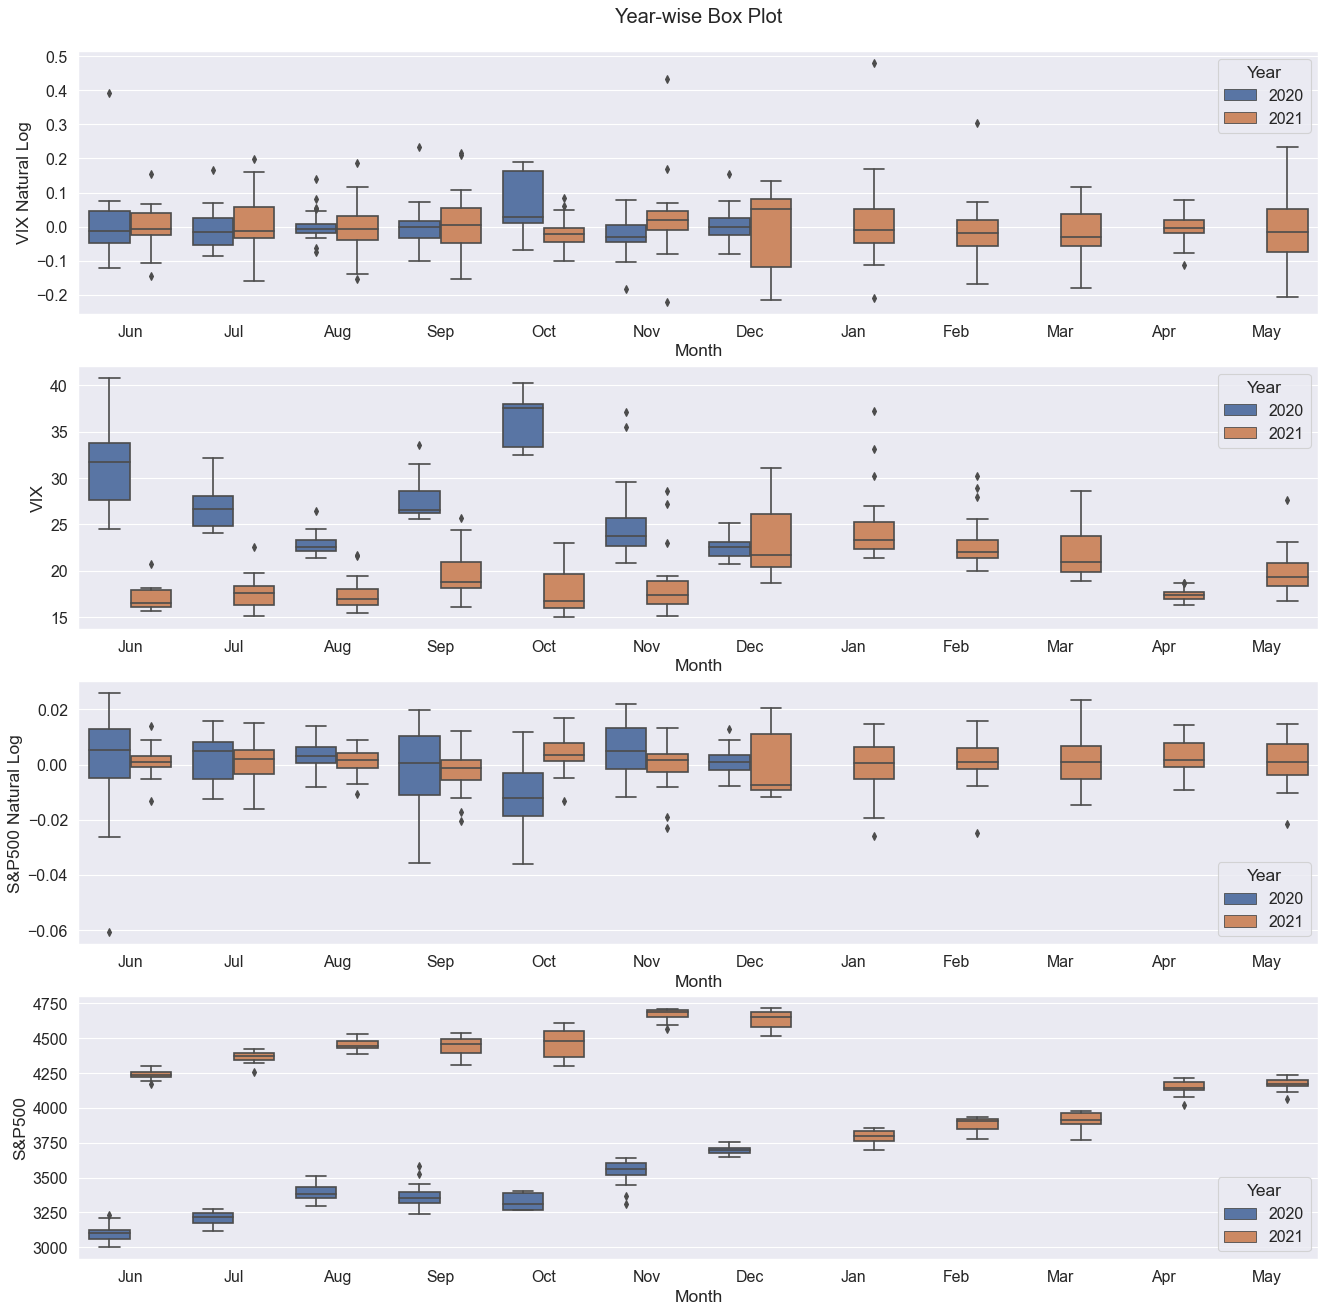 Year-wise Box Plot
VIX Natural Log
0.5
0.4
0.3
0.2
0.1
0.0
−0.1
−0.2
Year
2020
2021
Jun Jul Aug Sep Oct Nov Dec Jan Feb Mar Apr May
Month
VIX
40
35
30
25
20
15
Year
2020
2021
Jun Jul Aug Sep Oct Nov Dec Jan Feb Mar Apr May
Month
S&P500 Natural Log
0.02
0.00
−0.02
−0.04
−0.06
Year
2020
2021
Jun Jul Aug Sep Oct Nov Dec Jan Feb Mar Apr May
Month
S&P500
4750
4500
4250
4000
3750
3500
3250
3000
Year
2020
2021
Jun Jul Aug Sep Oct Nov Dec Jan Feb Mar Apr May
Month